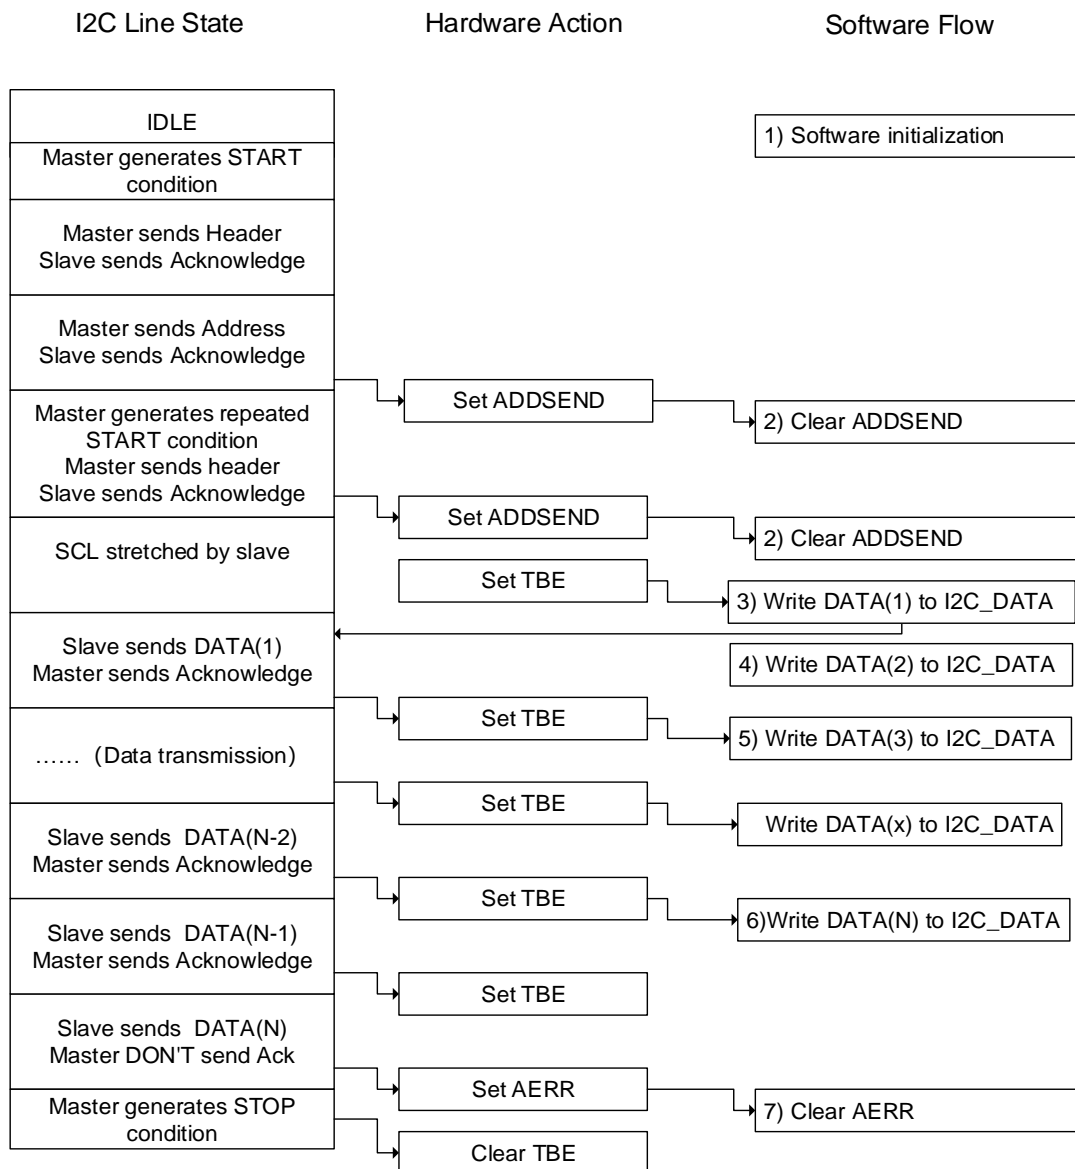 I2C Line State
Hardware Action
Software Flow
IDLE
1) Software initialization
Master generates START
condition
Master sends Header
Slave sends Acknowledge
Master sends Address
Slave sends Acknowledge
Set ADDSEND
2) Clear ADDSEND
Master generates repeated
START condition
Master sends header
Slave sends Acknowledge
Set ADDSEND
2) Clear ADDSEND
SCL stretched by slave
Set TBE
3) Write DATA(1) to I2C_DATA
Slave sends DATA(1)
Master sends Acknowledge
4) Write DATA(2) to I2C_DATA
Set TBE
5) Write DATA(3) to I2C_DATA
…… （Data transmission）
Set TBE
Write DATA(x) to I2C_DATA
Slave sends DATA(N-2)
Master sends Acknowledge
Set TBE
6)Write DATA(N) to I2C_DATA
Slave sends DATA(N-1)
Master sends Acknowledge
Set TBE
Slave sends DATA(N)
Master DON'T send Ack
Set AERR
7) Clear AERR
Master generates STOP
condition
Clear TBE